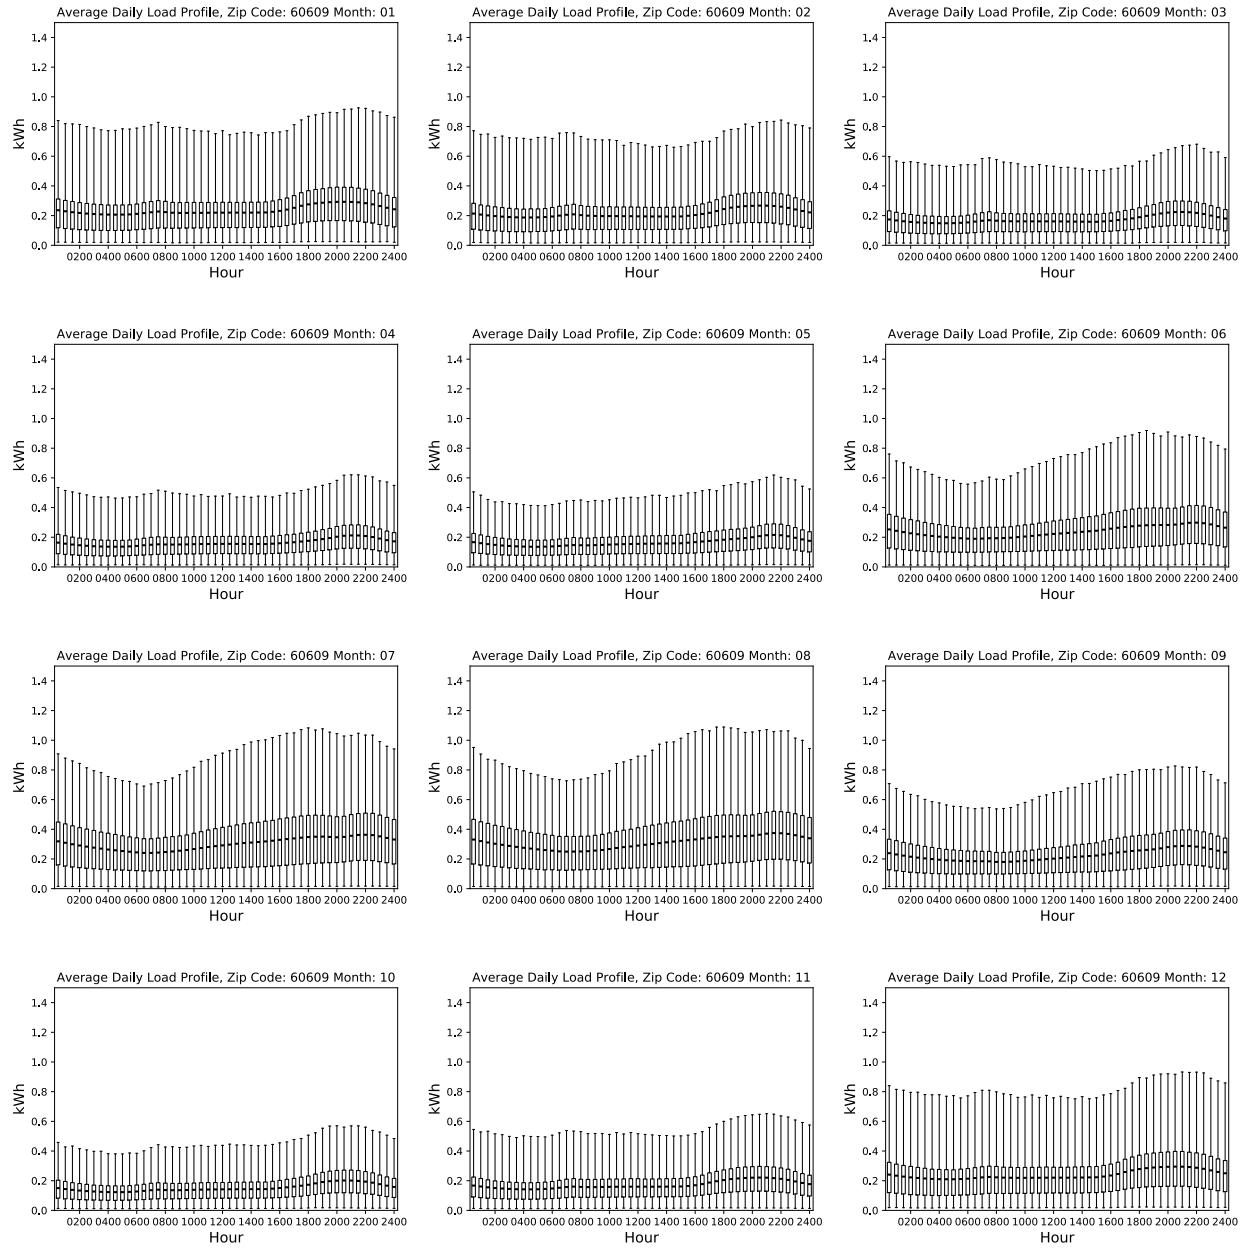 Average Daily Load Profile, Zip Code: 60609 Month: 01
Average Daily Load Profile, Zip Code: 60609 Month: 02
Average Daily Load Profile, Zip Code: 60609 Month: 03
1.4 1.2 1.0 0.8 0.6 0.4 0.2 0.0
kWh
0200 0400 0600 0800 1000 1200 1400 1600 1800 2000 2200 2400
Hour
1.4 1.2 1.0 0.8 0.6 0.4 0.2 0.0
kWh
0200 0400 0600 0800 1000 1200 1400 1600 1800 2000 2200 2400
Hour
1.4 1.2 1.0 0.8 0.6 0.4 0.2 0.0
kWh
0200 0400 0600 0800 1000 1200 1400 1600 1800 2000 2200 2400
Hour
Average Daily Load Profile, Zip Code: 60609 Month: 04
Average Daily Load Profile, Zip Code: 60609 Month: 05
Average Daily Load Profile, Zip Code: 60609 Month: 06
1.4 1.2 1.0 0.8 0.6 0.4 0.2 0.0
kWh
0200 0400 0600 0800 1000 1200 1400 1600 1800 2000 2200 2400
Hour
1.4 1.2 1.0 0.8 0.6 0.4 0.2 0.0
kWh
0200 0400 0600 0800 1000 1200 1400 1600 1800 2000 2200 2400
Hour
1.4 1.2 1.0 0.8 0.6 0.4 0.2 0.0
kWh
0200 0400 0600 0800 1000 1200 1400 1600 1800 2000 2200 2400
Hour
Average Daily Load Profile, Zip Code: 60609 Month: 07
Average Daily Load Profile, Zip Code: 60609 Month: 08
Average Daily Load Profile, Zip Code: 60609 Month: 09
1.4 1.2 1.0 0.8 0.6 0.4 0.2 0.0
kWh
0200 0400 0600 0800 1000 1200 1400 1600 1800 2000 2200 2400
Hour
1.4 1.2 1.0 0.8 0.6 0.4 0.2 0.0
kWh
0200 0400 0600 0800 1000 1200 1400 1600 1800 2000 2200 2400
Hour
1.4 1.2 1.0 0.8 0.6 0.4 0.2 0.0
kWh
0200 0400 0600 0800 1000 1200 1400 1600 1800 2000 2200 2400
Hour
Average Daily Load Profile, Zip Code: 60609 Month: 10
Average Daily Load Profile, Zip Code: 60609 Month: 11
Average Daily Load Profile, Zip Code: 60609 Month: 12
1.4 1.2 1.0 0.8 0.6 0.4 0.2 0.0
kWh
0200 0400 0600 0800 1000 1200 1400 1600 1800 2000 2200 2400
Hour
1.4 1.2 1.0 0.8 0.6 0.4 0.2 0.0
kWh
0200 0400 0600 0800 1000 1200 1400 1600 1800 2000 2200 2400
Hour
1.4 1.2 1.0 0.8 0.6 0.4 0.2 0.0
kWh
0200 0400 0600 0800 1000 1200 1400 1600 1800 2000 2200 2400
Hour